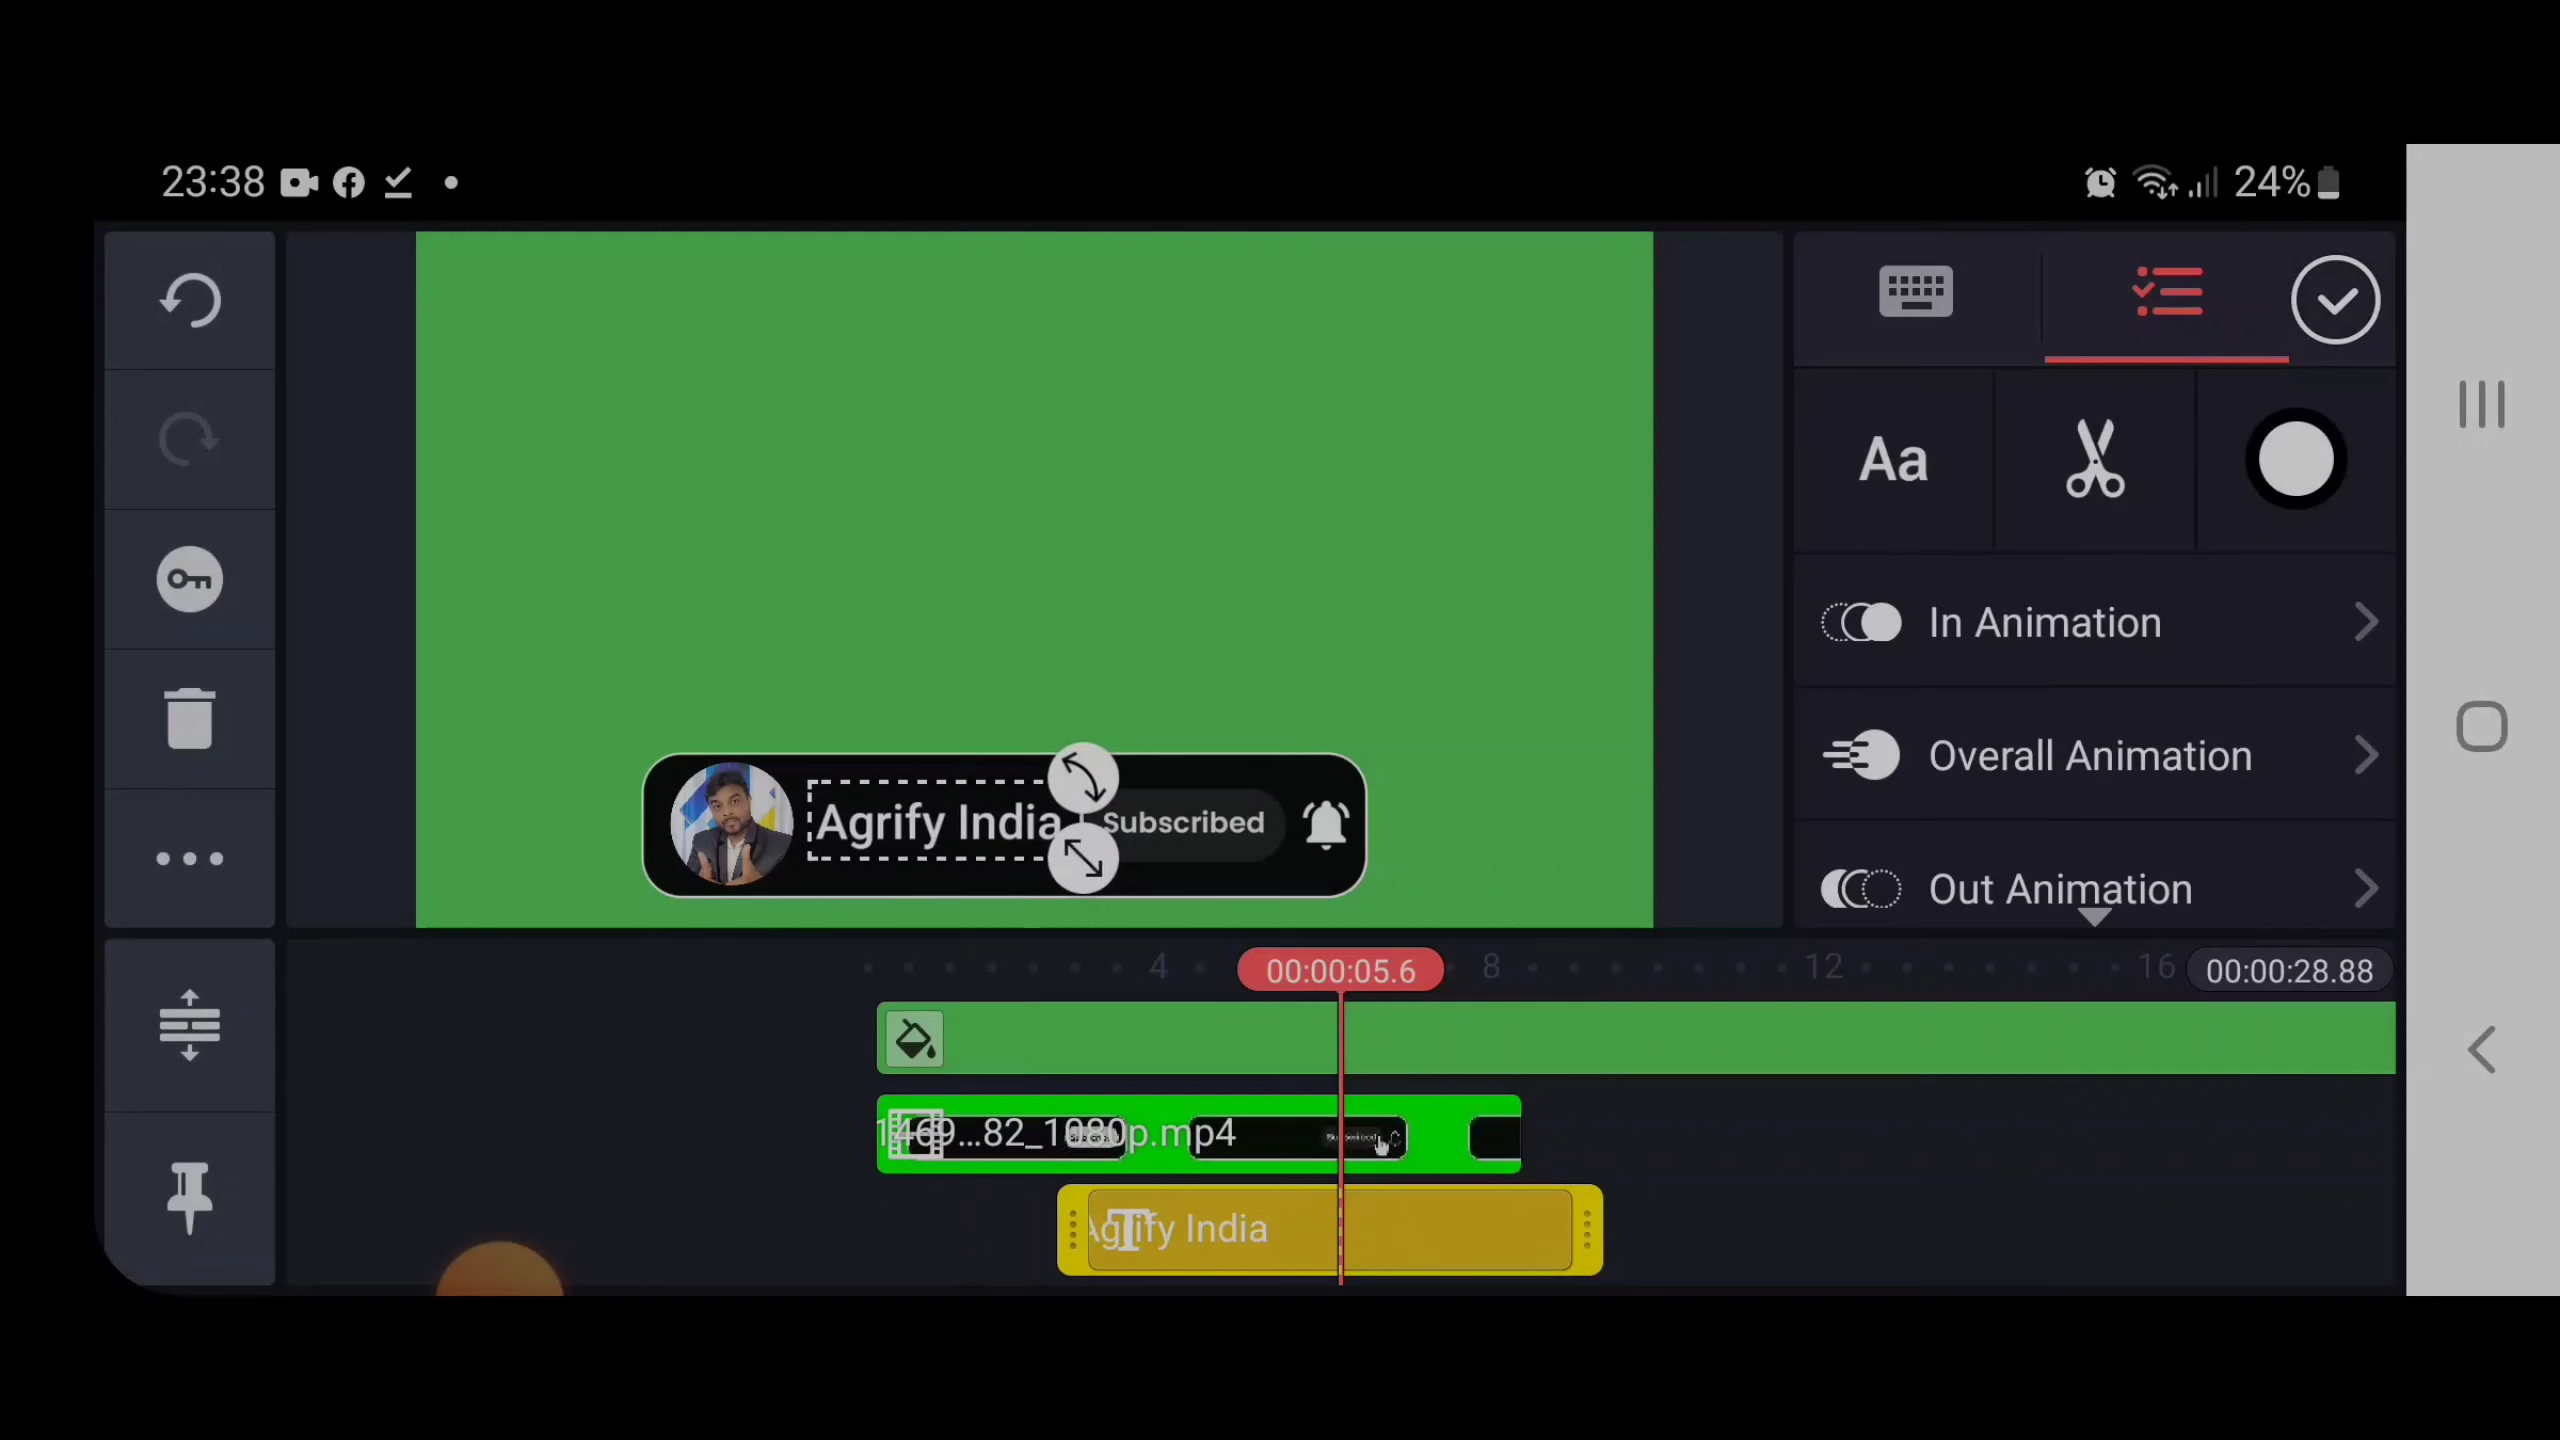 23:38
24%
Aa
In Animation
Overall Animation
Out Animation
Agrify India
Subscribed
4
00:00:05.6
8
12
16
00:00:28.88
1469...82_1080p.mp4
Agrify India